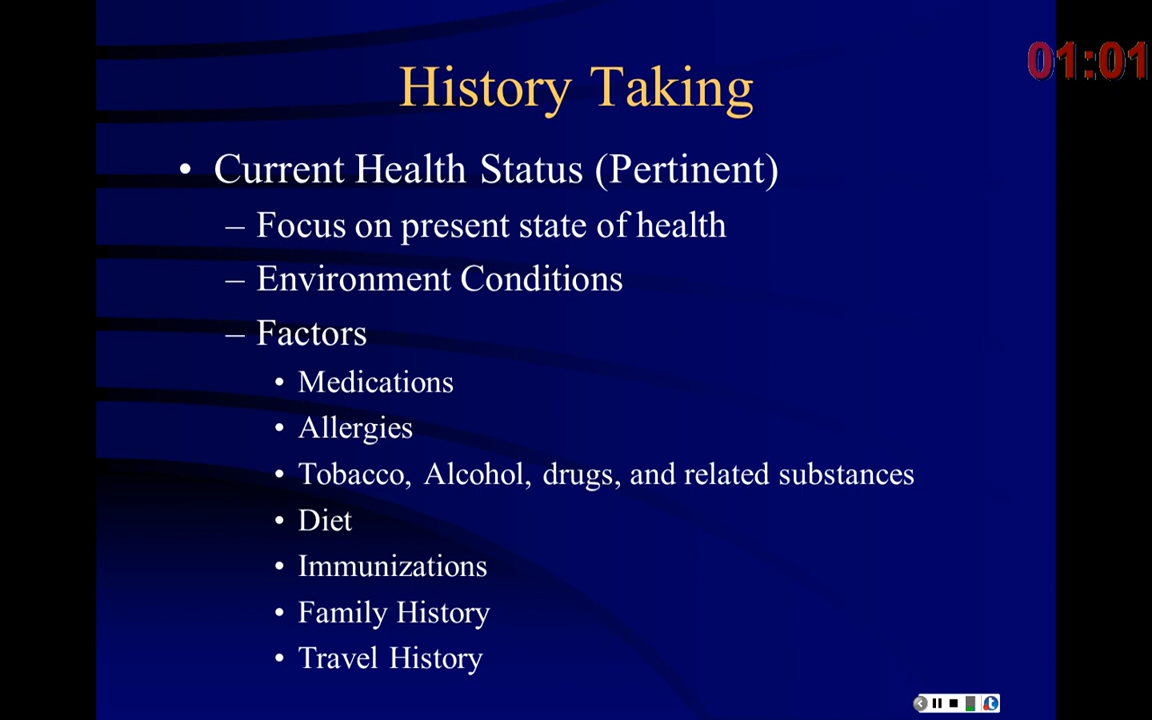 01:01
History Taking
• Current Health Status (Pertinent)
– Focus on present state of health
– Environment Conditions
– Factors
• Medications
• Allergies
• Tobacco, Alcohol, drugs, and related substances
• Diet
• Immunizations
• Family History
• Travel History